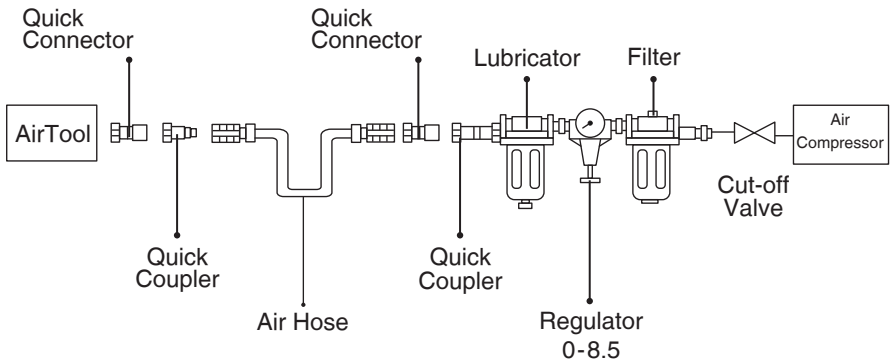 Quick
Connector
Quick
Connector
Lubricator
Filter
AirTool
Air
Compressor
Cut-off
Valve
Quick
Coupler
Quick
Coupler
Air Hose
Regulator
0-8.5